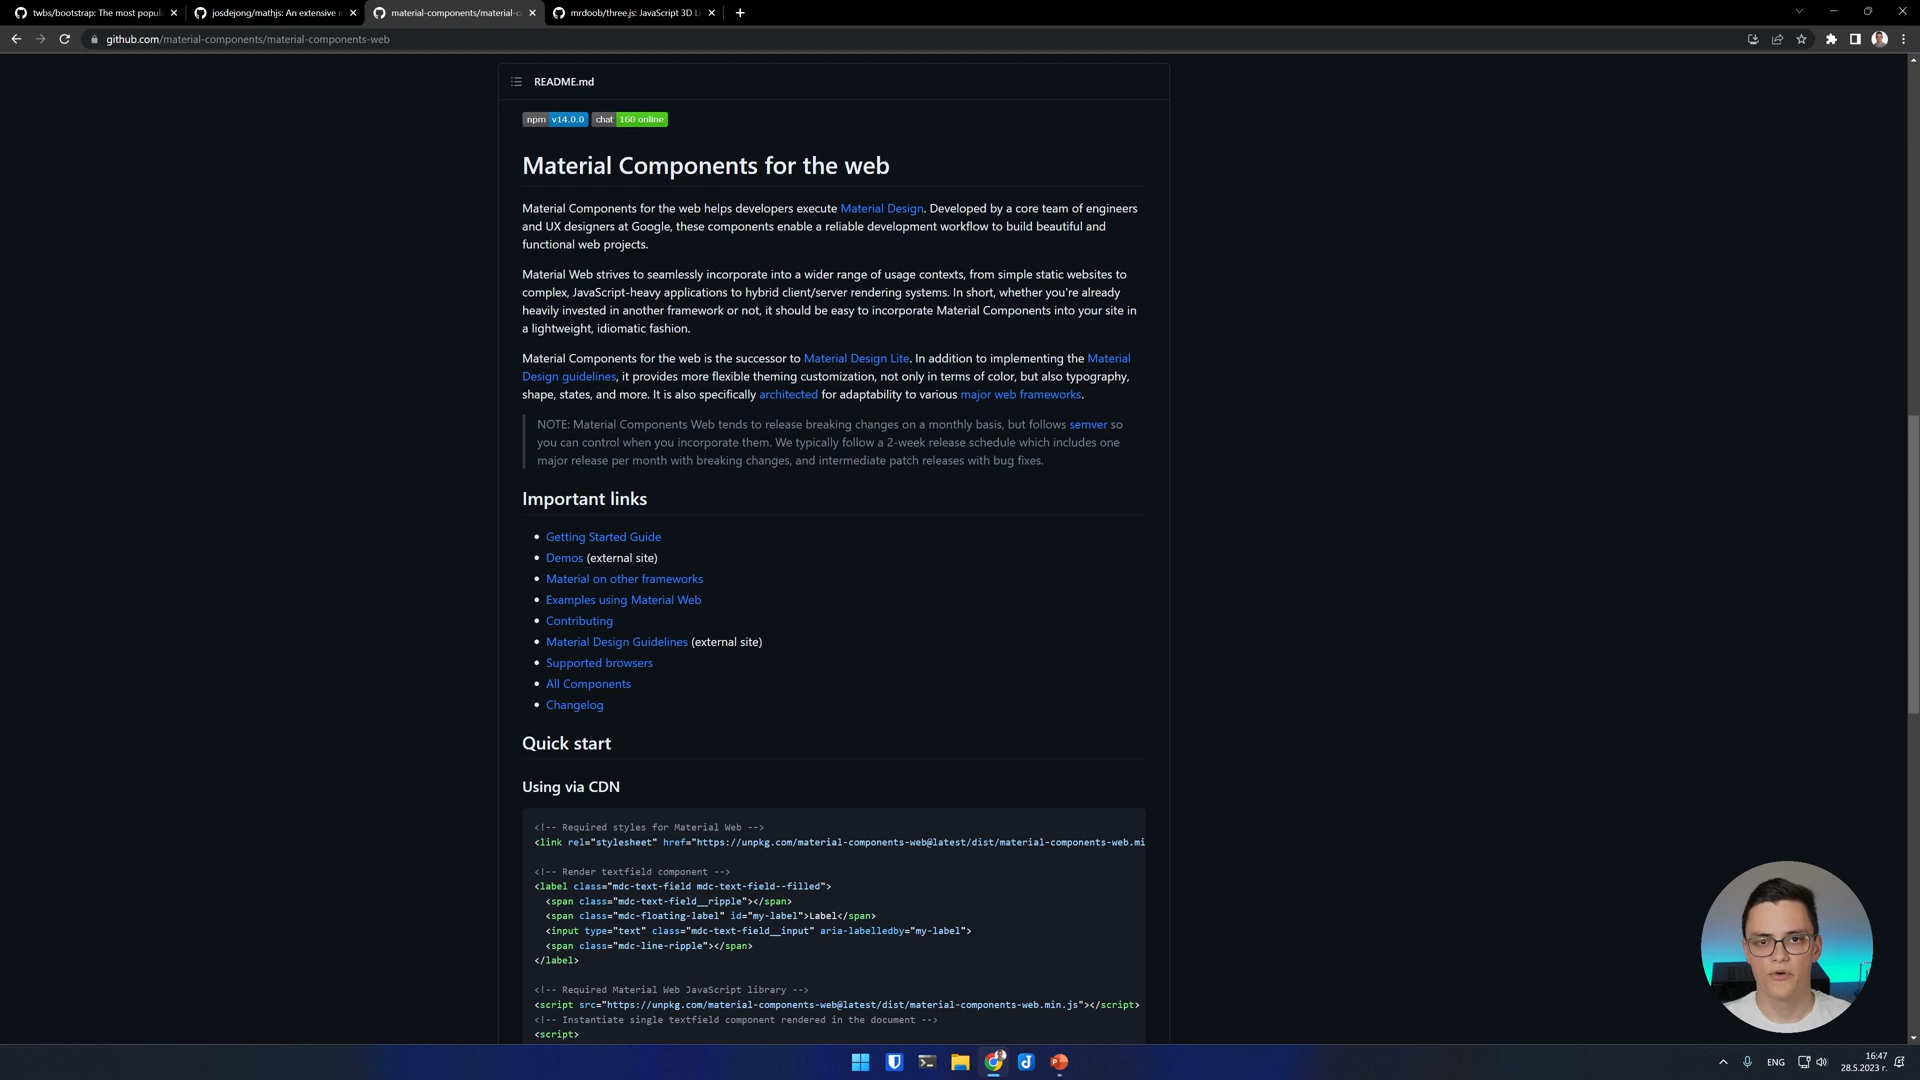 twbs/bootstrap: The most popul
josdejong/mathjs: An extensive m
material-components/material-co
mrdoob/three.js: JavaScript 3D Li
github.com/material-components/material-components-web
README.md
npm v14.0.0 chat 160 online
Material Components for the web
Material Components for the web helps developers execute Material Design. Developed by a core team of engineers
and UX designers at Google, these components enable a reliable development workflow to build beautiful and
functional web projects.
Material Web strives to seamlessly incorporate into a wider range of usage contexts, from simple static websites to
complex, JavaScript-heavy applications to hybrid client/server rendering systems. In short, whether you're already
heavily invested in another framework or not, it should be easy to incorporate Material Components into your site in
a lightweight, idiomatic fashion.
Material Components for the web is the successor to Material Design Lite. In addition to implementing the Material
Design guidelines, it provides more flexible theming customization, not only in terms of color, but also typography,
shape, states, and more. It is also specifically architected for adaptability to various major web frameworks.
NOTE: Material Components Web tends to release breaking changes on a monthly basis, but follows semver so
you can control when you incorporate them. We typically follow a 2-week release schedule which includes one
major release per month with breaking changes, and intermediate patch releases with bug fixes.
Important links
Getting Started Guide
Demos (external site)
Material on other frameworks
Examples using Material Web
Contributing
Material Design Guidelines (external site)
Supported browsers
All Components
Changelog
Quick start
Using via CDN
<!-- Required styles for Material Web -->
<link rel="stylesheet" href="https://unpkg.com/material-components-web@latest/dist/material-components-web.mi
<!-- Render textfield component -->
<label class="mdc-text-field mdc-text-field--filled">
<span class="mdc-text-field__ripple"></span>
<span class="mdc-floating-label" id="my-label">Label</span>
<input type="text" class="mdc-text-field__input" aria-labelledby="my-label">
<span class="mdc-line-ripple"></span>
</label>
<!-- Required Material Web JavaScript library -->
<script src="https://unpkg.com/material-components-web@latest/dist/material-components-web.min.js"></script>
<!-- Instantiate single textfield component rendered in the document -->
<script>
ENG
16:47
28.5.2023 г.